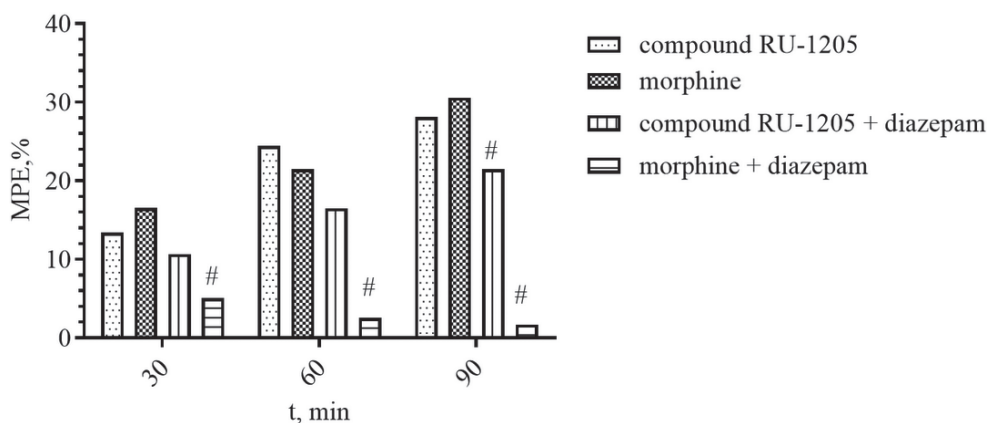 40
30
20
10
0
MPE,%
#
#
#
#
30
60
90
t, min
compound RU-1205
morphine
compound RU-1205 + diazepam
morphine + diazepam